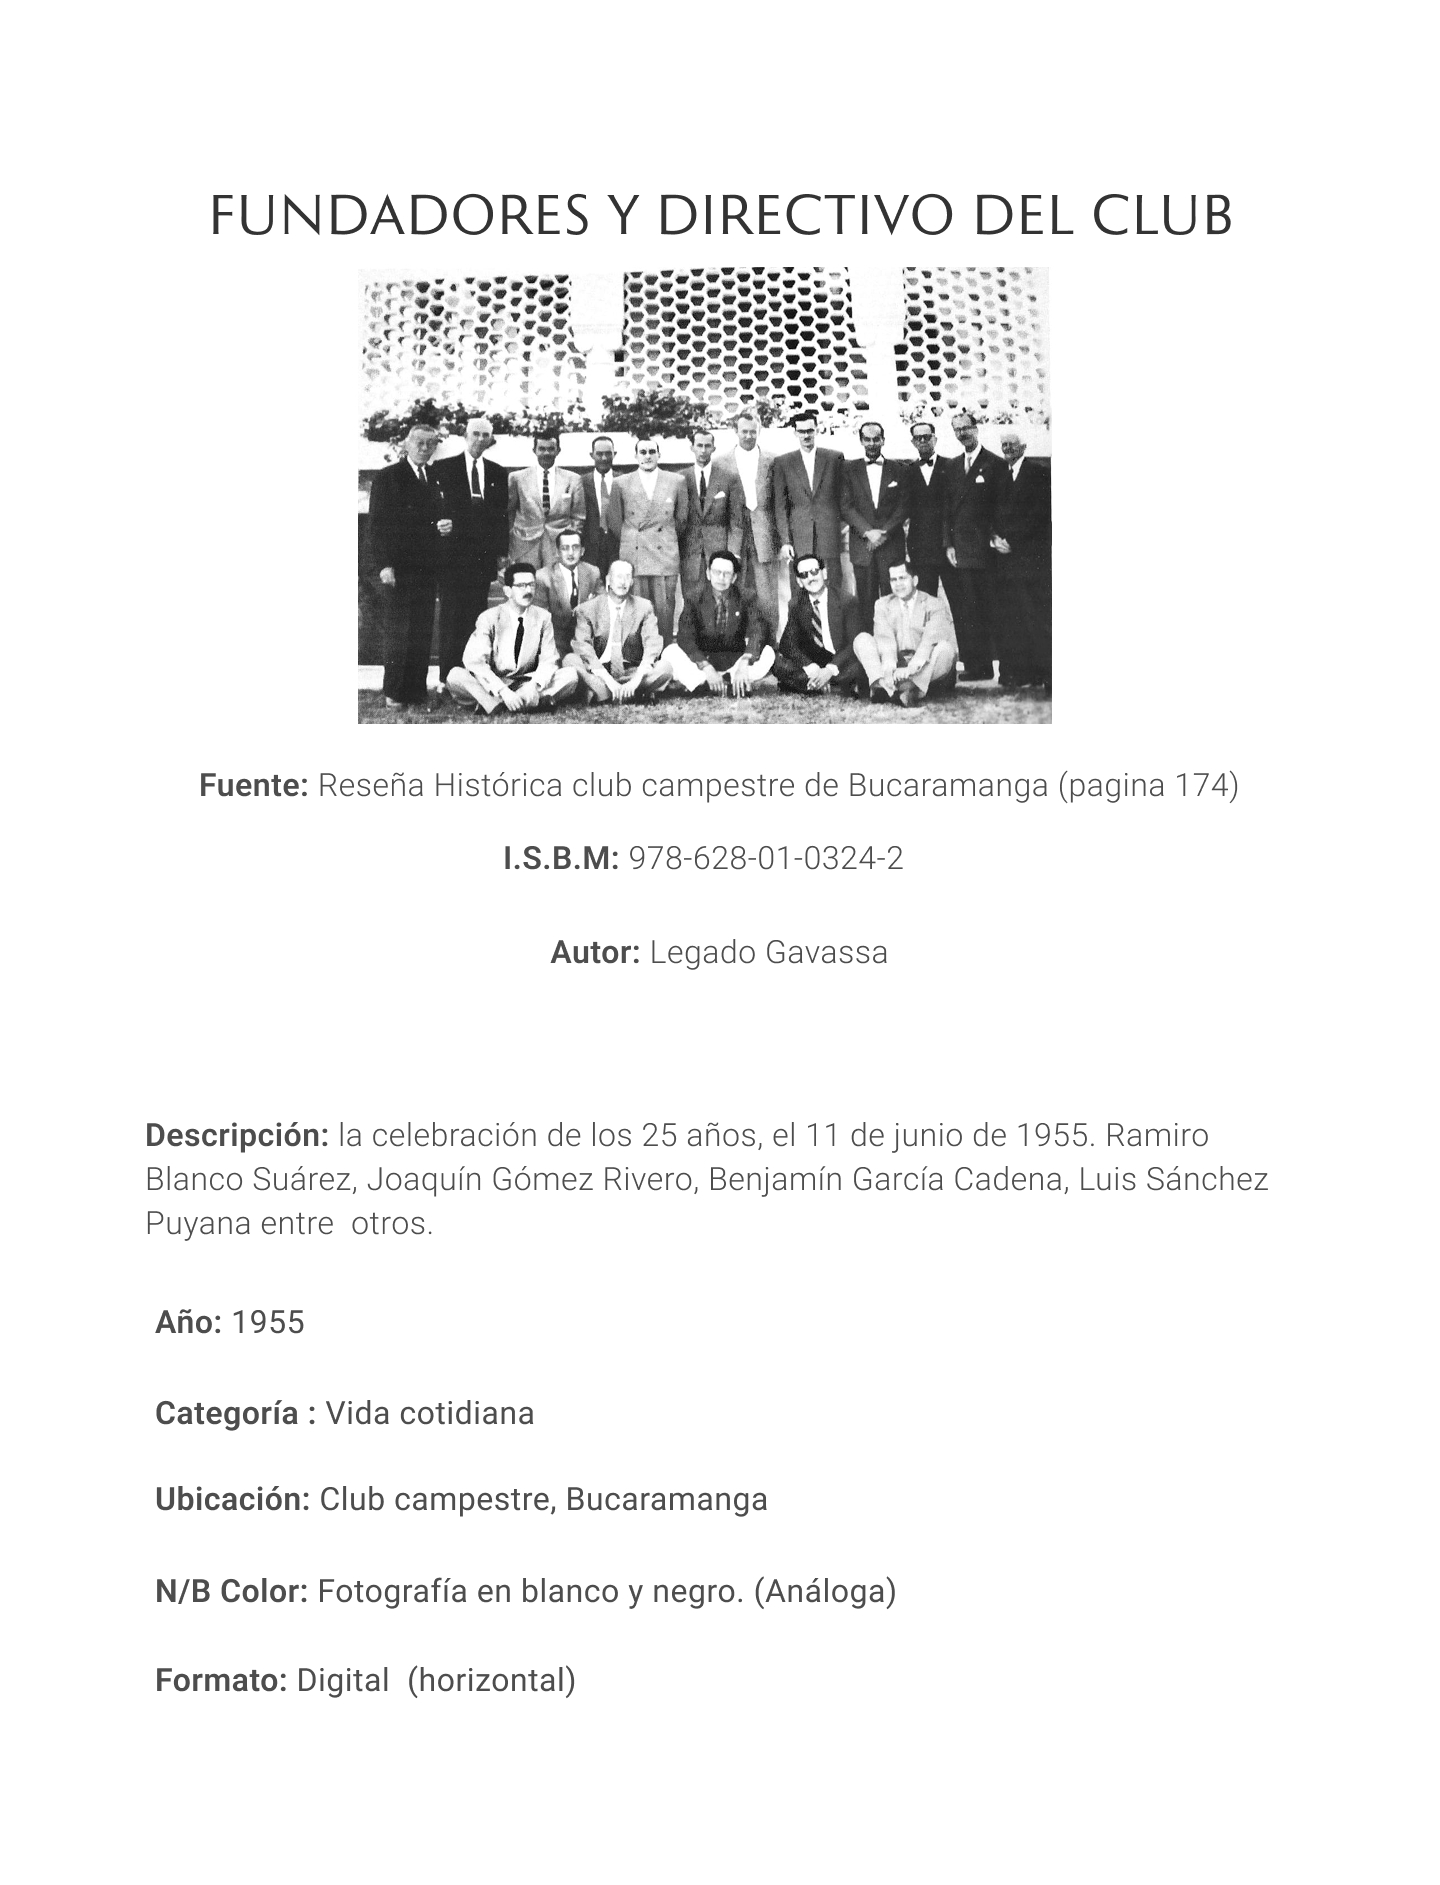 FUNDADORES Y DIRECTIVO DEL CLUB
Fuente: Reseña Histórica club campestre de Bucaramanga (pagina 174)
I.S.B.M: 978-628-01-0324-2
Autor: Legado Gavassa
Descripción: la celebración de los 25 años, el 11 de junio de 1955. Ramiro
Blanco Suárez, Joaquín Gómez Rivero, Benjamín García Cadena, Luis Sánchez
Puyana entre  otros.
Año: 1955
Categoría : Vida cotidiana
Ubicación: Club campestre, Bucaramanga
N/B Color: Fotografía en blanco y negro. (Análoga)
Formato: Digital  (horizontal)